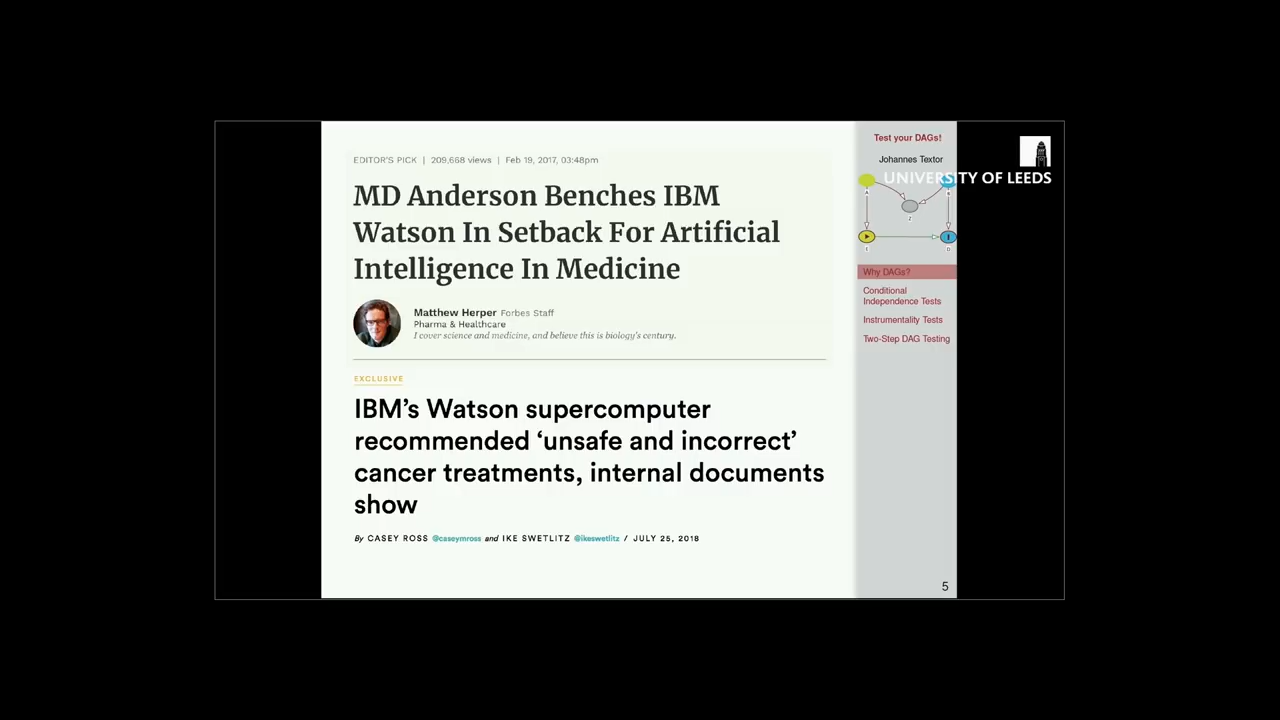 EDITOR'S PICK | 209,668 views | Feb 19, 2017, 03:48pm
MD Anderson Benches IBM
Watson In Setback For Artificial
Intelligence In Medicine
Matthew Herper Forbes Staff
Pharma & Healthcare
I cover science and medicine, and believe this is biology's century.
EXCLUSIVE
IBM's Watson supercomputer
recommended ‘unsafe and incorrect’
cancer treatments, internal documents
show
By CASEY ROSS @caseymross and IKE SWETLITZ @ikeswetlitz / JULY 25, 2018
Test your DAGs!
Johannes Textor
UNIVERSITY OF LEEDS
A
B
Z
E
D
Why DAGs?
Conditional
Independence Tests
Instrumentality Tests
Two-Step DAG Testing
5